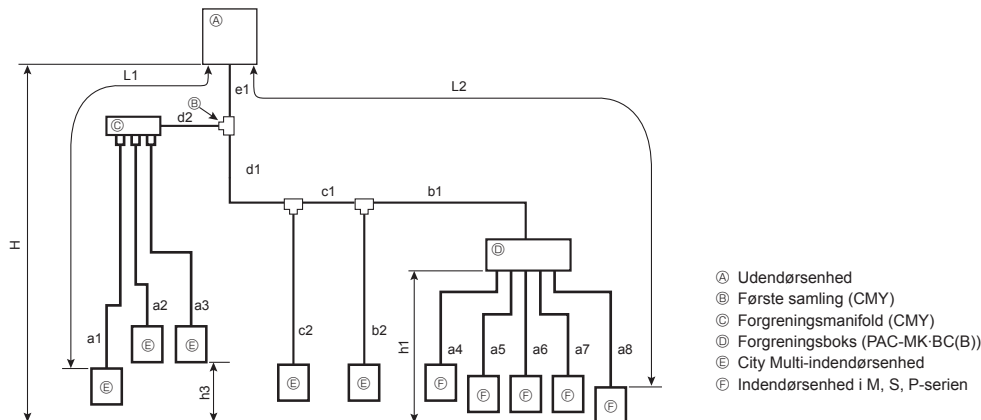 Ⓐ
L1
L2
e1
Ⓑ
d2
Ⓒ
d1
c1
b1
H
Ⓓ
a1
a2
a3
Ⓔ
Ⓔ
Ⓔ
h3
c2
b2
Ⓔ
Ⓔ
h1
a4
a5
a6
a7
a8
Ⓕ
Ⓕ
Ⓕ
Ⓕ
Ⓕ
Ⓐ Udendørsenhed
Ⓑ Første samling (CMY)
Ⓒ Forgreningsmanifold (CMY)
Ⓓ Forgreningsboks (PAC-MK·BC(B))
Ⓔ City Multi-indendørsenhed
Ⓕ Indendørsenhed i M, S, P-serien